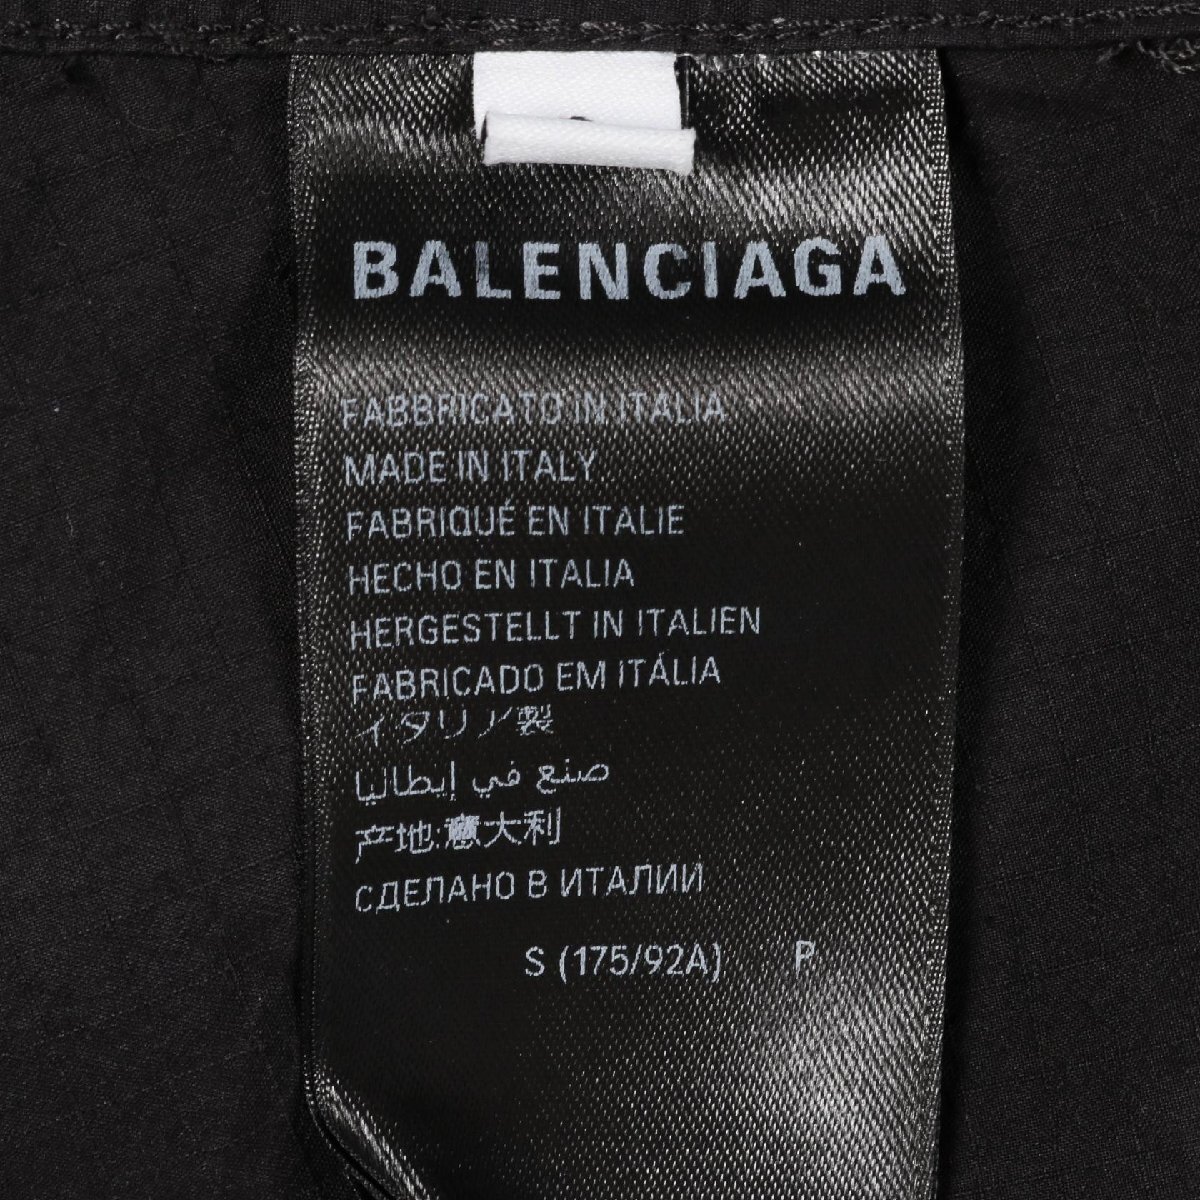 BALENCIAGA
FABBRICATO IN ITALIA
MADE IN ITALY
FABRIQUÉ EN ITALIE
HECHO EN ITALIA
HERGESTELLT IN ITALIEN
FABRICADO EM ITÁLIA
イタリア製
صنع في إيطاليا
产地:意大利
СДЕЛАНО В ИТАЛИИ
S (175/92A) P